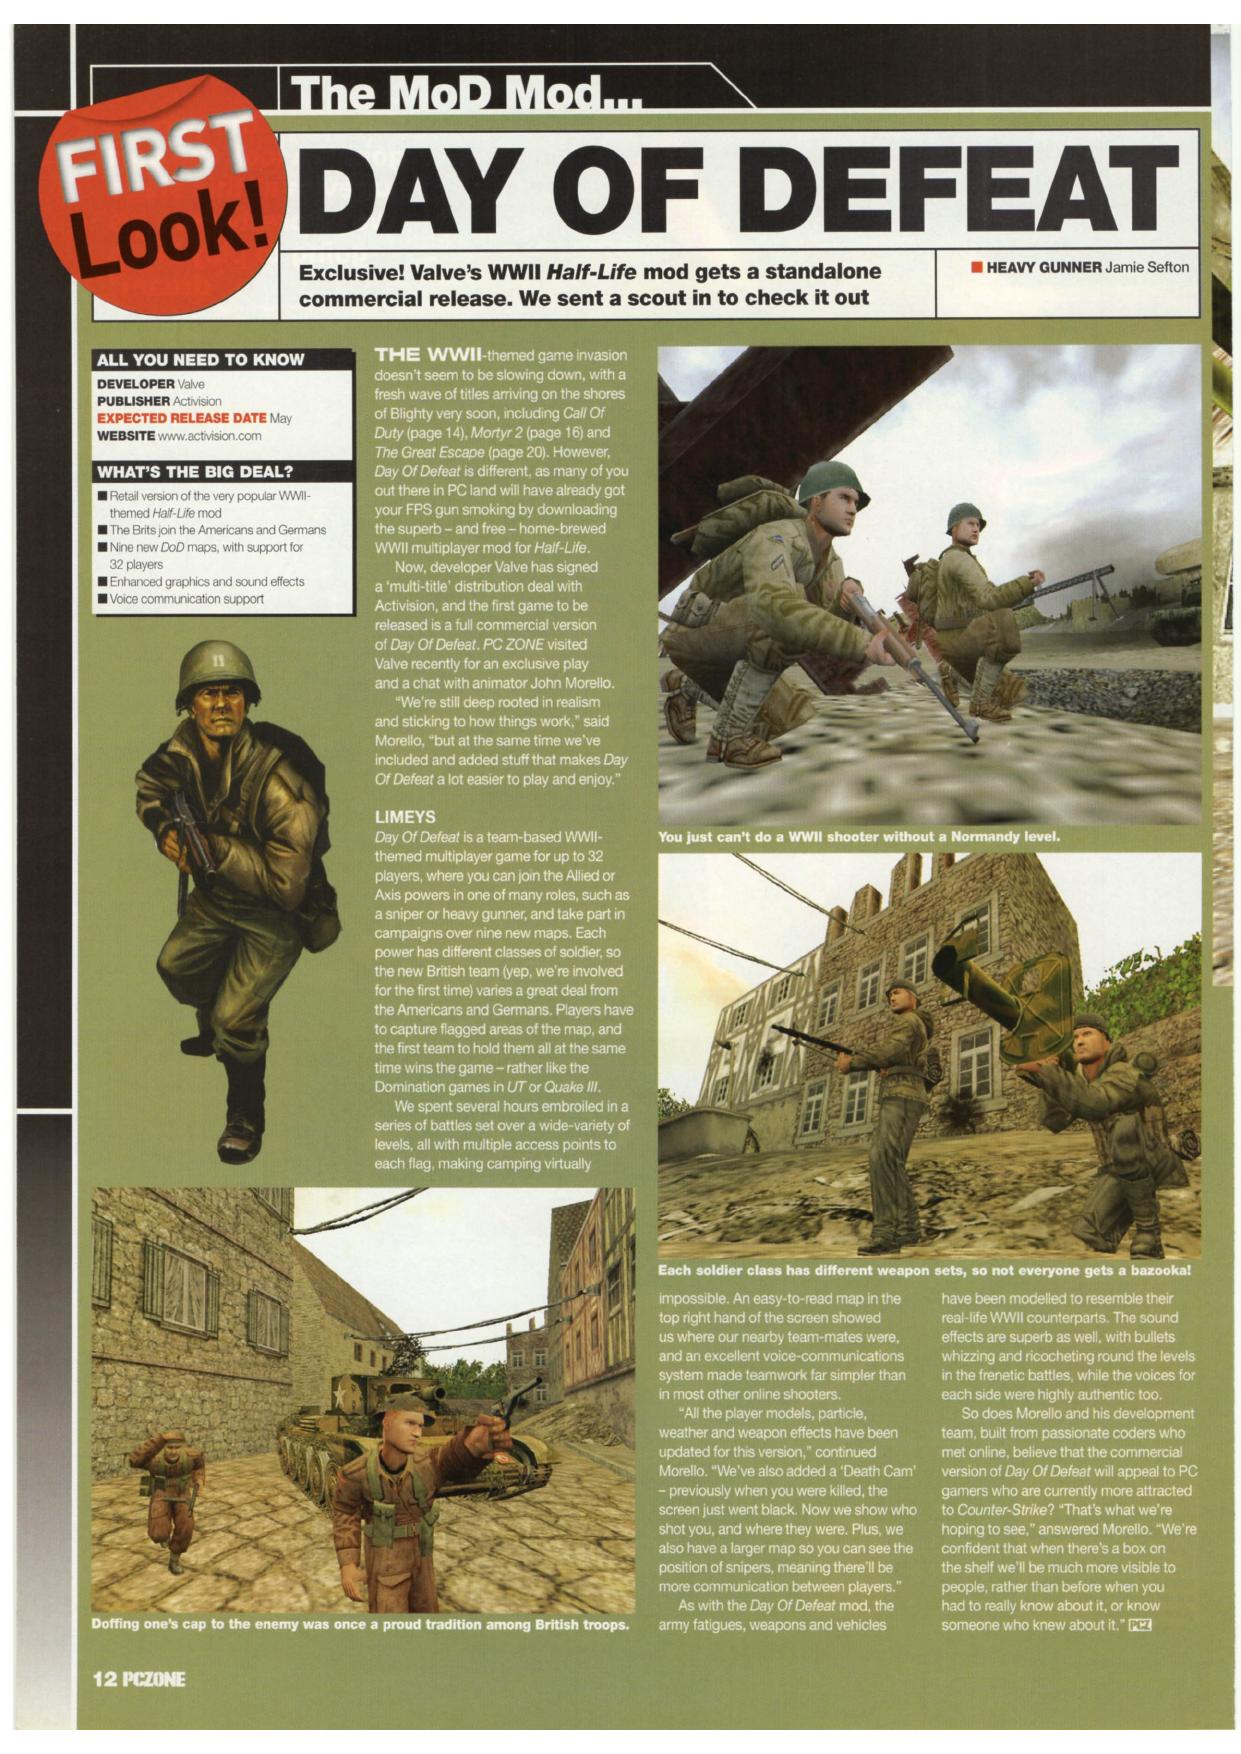 The MoD Mod...
FIRST
Look!
DAY OF DEFEAT
Exclusive! Valve's WWII Half-Life mod gets a standalone
commercial release. We sent a scout in to check it out
■ HEAVY GUNNER Jamie Sefton
ALL YOU NEED TO KNOW
DEVELOPER Valve
PUBLISHER Activision
EXPECTED RELEASE DATE May
WEBSITE www.activision.com
WHAT'S THE BIG DEAL?
■ Retail version of the very popular WWII-
themed Half-Life mod
■ The Brits join the Americans and Germans
■ Nine new DoD maps, with support for
32 players
■ Enhanced graphics and sound effects
■ Voice communication support
THE WWII-themed game invasion
doesn't seem to be slowing down, with a
fresh wave of titles arriving on the shores
of Blighty very soon, including Call Of
Duty (page 14), Mortyr 2 (page 16) and
The Great Escape (page 20). However,
Day Of Defeat is different, as many of you
out there in PC land will have already got
your FPS gun smoking by downloading
the superb – and free – home-brewed
WWII multiplayer mod for Half-Life.
Now, developer Valve has signed
a 'multi-title' distribution deal with
Activision, and the first game to be
released is a full commercial version
of Day Of Defeat. PC ZONE visited
Valve recently for an exclusive play
and a chat with animator John Morello.
"We're still deep rooted in realism
and sticking to how things work," said
Morello, "but at the same time we've
included and added stuff that makes Day
Of Defeat a lot easier to play and enjoy."
LIMEYS
Day Of Defeat is a team-based WWII-
themed multiplayer game for up to 32
players, where you can join the Allied or
Axis powers in one of many roles, such as
a sniper or heavy gunner, and take part in
campaigns over nine new maps. Each
power has different classes of soldier, so
the new British team (yep, we're involved
for the first time) varies a great deal from
the Americans and Germans. Players have
to capture flagged areas of the map, and
the first team to hold them all at the same
time wins the game – rather like the
Domination games in UT or Quake III.
We spent several hours embroiled in a
series of battles set over a wide-variety of
levels, all with multiple access points to
each flag, making camping virtually
You just can't do a WWII shooter without a Normandy level.
Each soldier class has different weapon sets, so not everyone gets a bazooka!
Doffing one's cap to the enemy was once a proud tradition among British troops.
impossible. An easy-to-read map in the
top right hand of the screen showed
us where our nearby team-mates were,
and an excellent voice-communications
system made teamwork far simpler than
in most other online shooters.
"All the player models, particle,
weather and weapon effects have been
updated for this version," continued
Morello. "We've also added a 'Death Cam'
– previously when you were killed, the
screen just went black. Now we show who
shot you, and where they were. Plus, we
also have a larger map so you can see the
position of snipers, meaning there'll be
more communication between players."
As with the Day Of Defeat mod, the
army fatigues, weapons and vehicles
have been modelled to resemble their
real-life WWII counterparts. The sound
effects are superb as well, with bullets
whizzing and ricocheting round the levels
in the frenetic battles, while the voices for
each side were highly authentic too.
So does Morello and his development
team, built from passionate coders who
met online, believe that the commercial
version of Day Of Defeat will appeal to PC
gamers who are currently more attracted
to Counter-Strike? "That's what we're
hoping to see," answered Morello. "We're
confident that when there's a box on
the shelf we'll be much more visible to
people, rather than before when you
had to really know about it, or know
someone who knew about it." PCZ
12 PCZONE